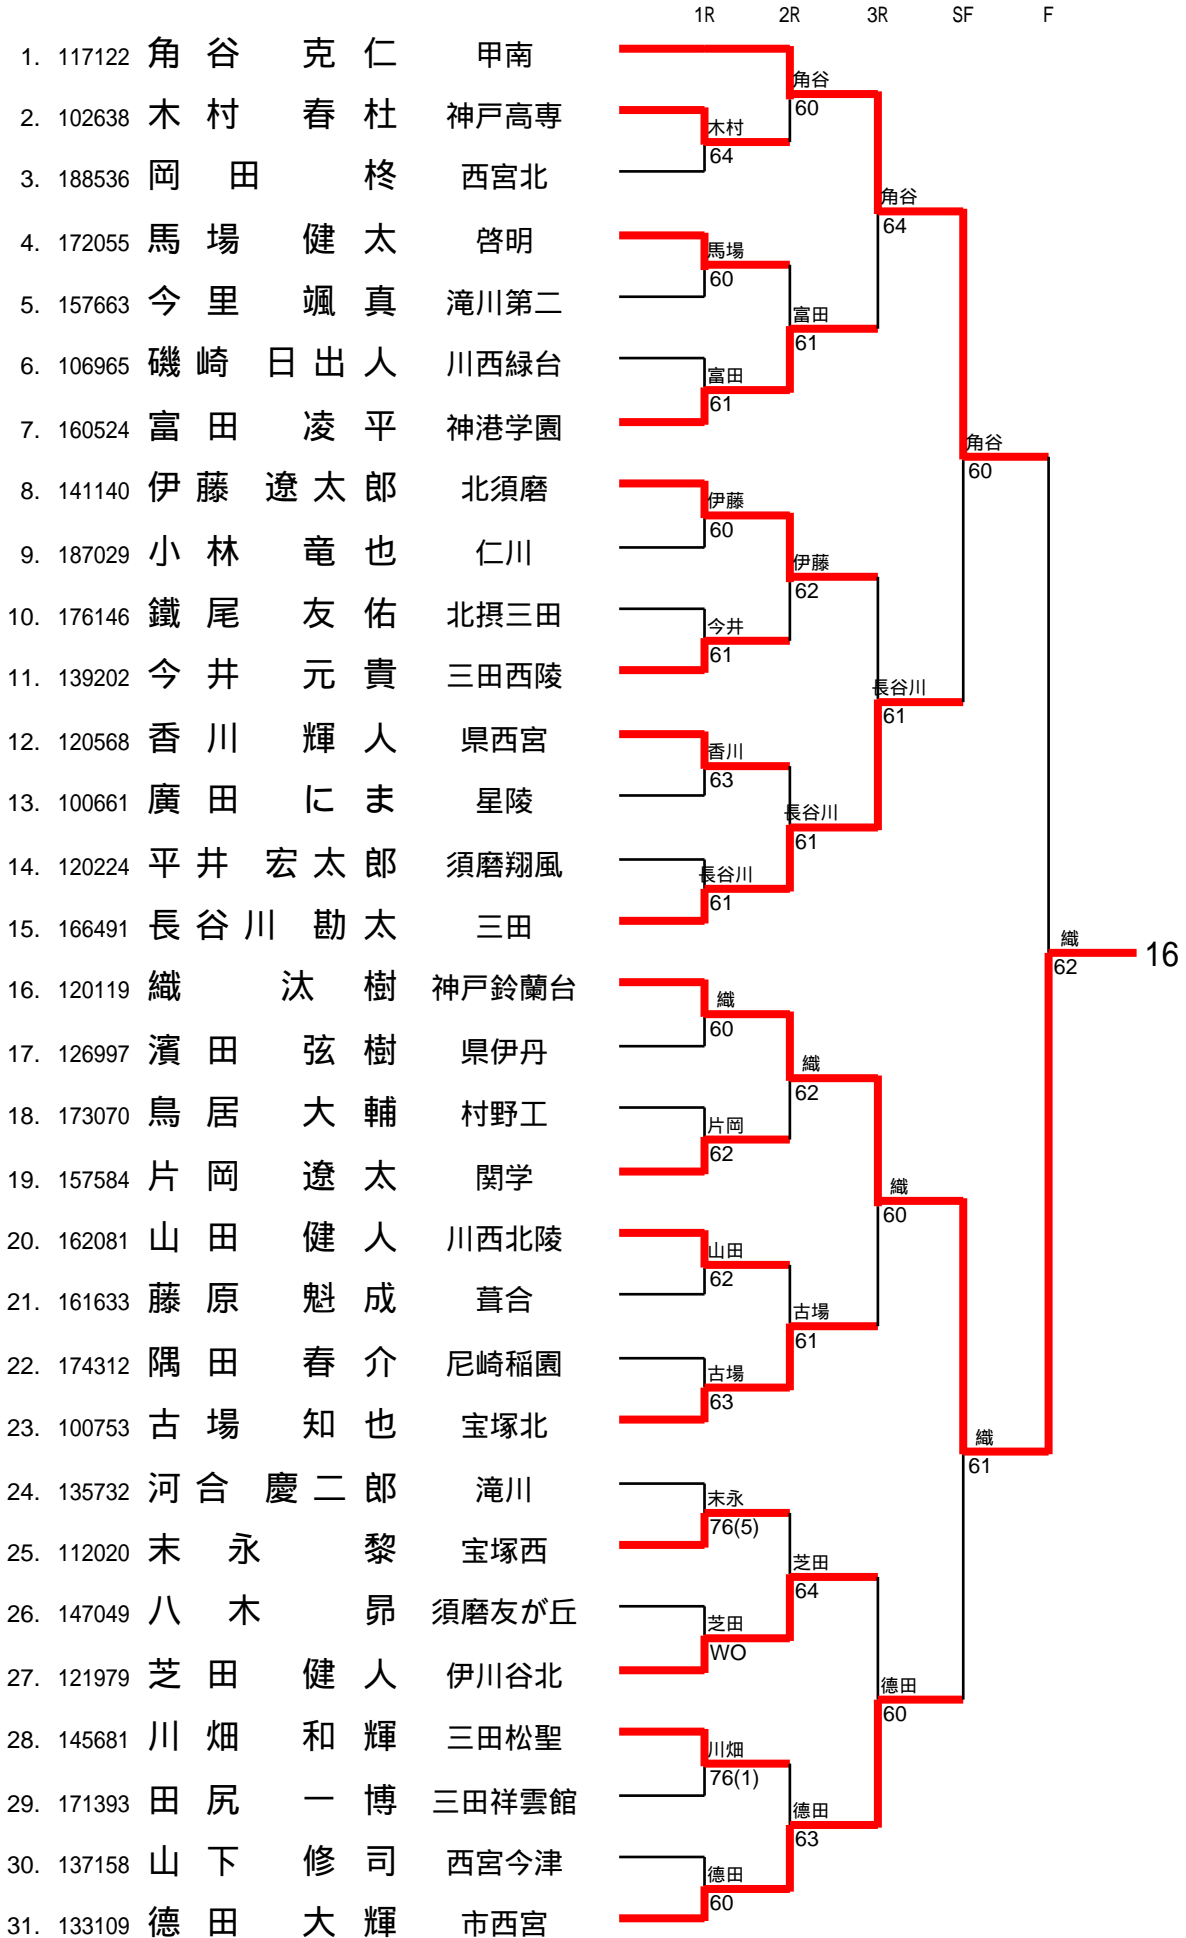 1R 2R 3R SF F
1. 117122 角谷 克仁 甲南
角谷
60
2. 102638 木村 春杜 神戸高専
木村
64
3. 188536 岡田 柊 西宮北
角谷
64
4. 172055 馬場 健太 啓明
馬場
60
5. 157663 今里 颯真 滝川第二
富田
61
6. 106965 磯崎 日出人 川西緑台
富田
61
7. 160524 富田 凌平 神港学園
角谷
60
8. 141140 伊藤 遼太郎 北須磨
伊藤
60
9. 187029 小林 竜也 仁川
伊藤
62
10. 176146 鐵尾 友佑 北摂三田
今井
61
11. 139202 今井 元貴 三田西陵
長谷川
61
12. 120568 香川 輝人 県西宮
香川
63
13. 100661 廣田 にま 星陵
長谷川
61
14. 120224 平井 宏太郎 須磨翔風
長谷川
61
15. 166491 長谷川 勘太 三田
織
62
16
16. 120119 織 汰樹 神戸鈴蘭台
織
60
17. 126997 濱田 弦樹 県伊丹
織
62
18. 173070 鳥居 大輔 村野工
片岡
62
19. 157584 片岡 遼太 関学
織
60
20. 162081 山田 健人 川西北陵
山田
62
21. 161633 藤原 魁成 葺合
古場
61
22. 174312 隅田 春介 尼崎稲園
古場
63
23. 100753 古場 知也 宝塚北
織
61
24. 135732 河合 慶二郎 滝川
末永
76(5)
25. 112020 末永 黎 宝塚西
芝田
64
26. 147049 八木 昴 須磨友が丘
芝田
WO
27. 121979 芝田 健人 伊川谷北
德田
60
28. 145681 川畑 和輝 三田松聖
川畑
76(1)
29. 171393 田尻 一博 三田祥雲館
德田
63
30. 137158 山下 修司 西宮今津
德田
60
31. 133109 德田 大輝 市西宮